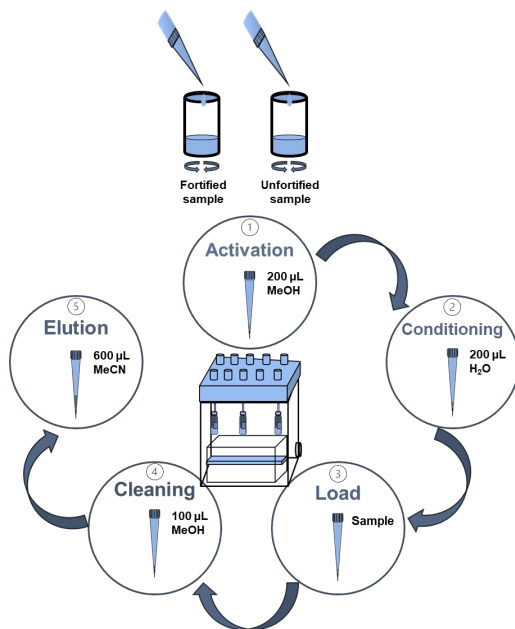 Fortified
sample
Unfortified
sample
①
Activation
200 µL
MeOH
②
Conditioning
200 µL
H₂O
③
Load
Sample
④
Cleaning
100 µL
MeOH
⑤
Elution
600 µL
MeCN